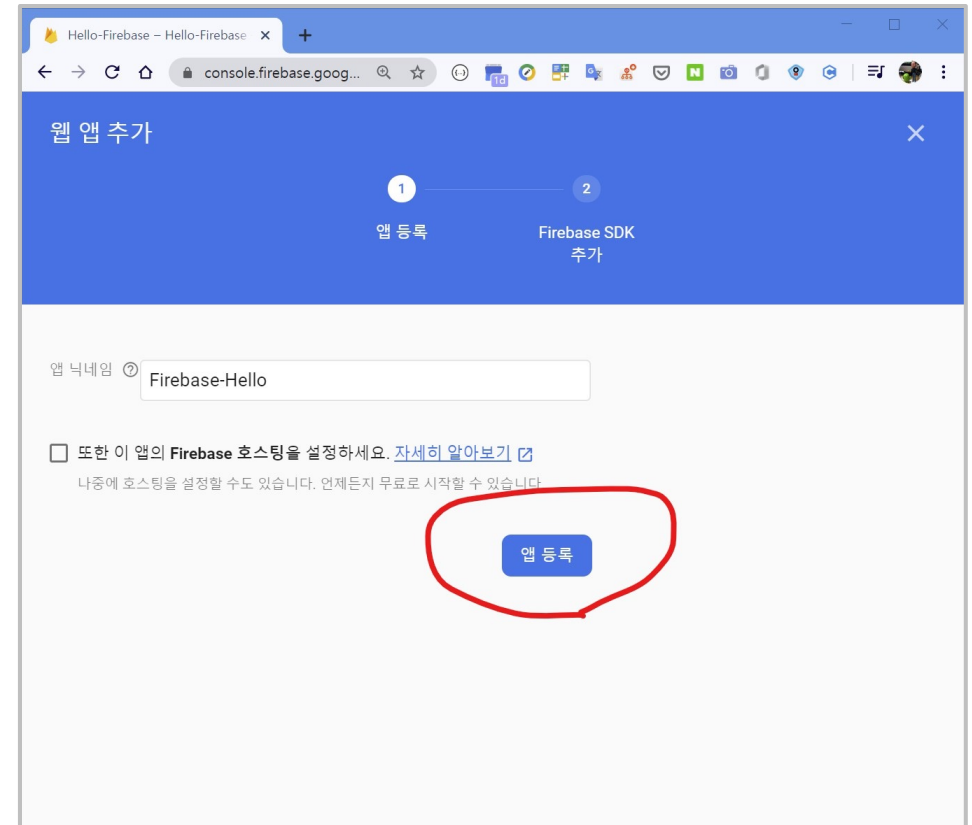 Hello-Firebase – Hello-Firebase
console.firebase.goog...
1d
웹 앱 추가
1
2
앱 등록
Firebase SDK
추가
앱 닉네임
Firebase-Hello
또한 이 앱의 Firebase 호스팅을 설정하세요. 자세히 알아보기
나중에 호스팅을 설정할 수도 있습니다. 언제든지 무료로 시작할 수 있습니다.
앱 등록